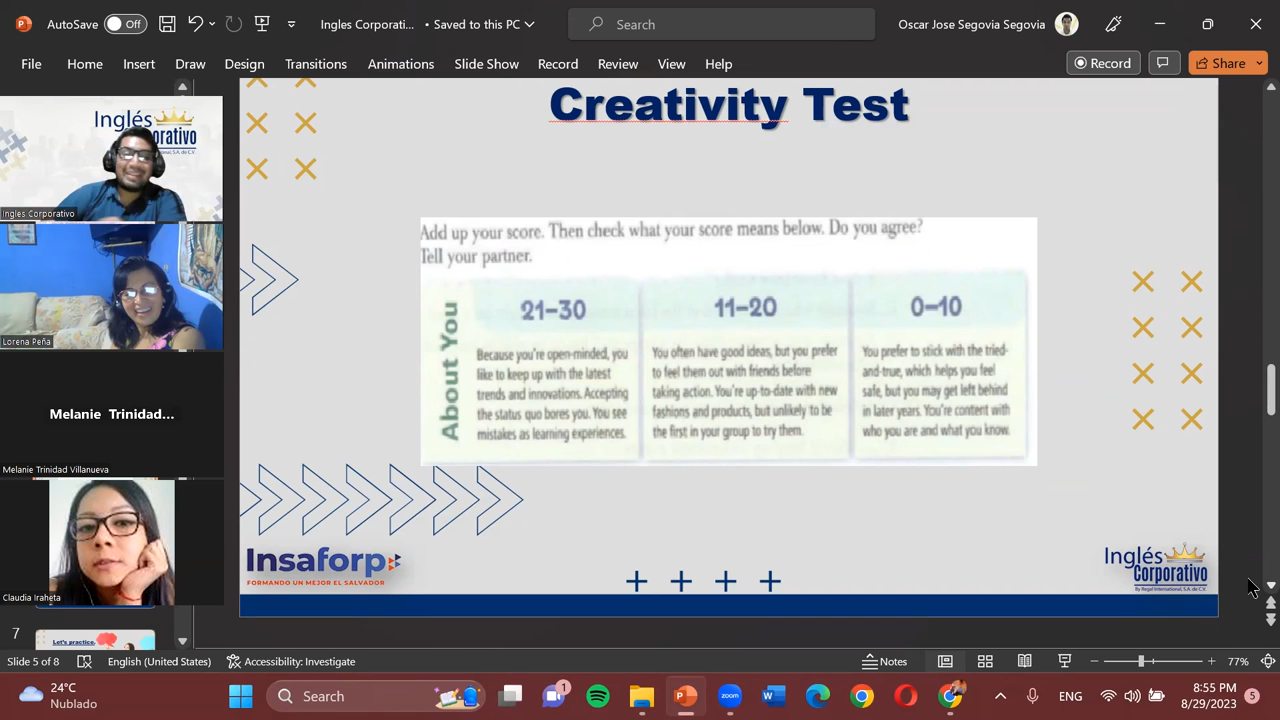 AutoSave Off Ingles Corporati... • Saved to this PC Search Oscar Jose Segovia Segovia
File Home Insert Draw Design Transitions Animations Slide Show Record Review View Help Record Share
Inglés
orativo
Ingles Corporativo
Lorena Peña
Melanie Trinidad...
Melanie Trinidad Villanueva
Claudia Iraheta
7
Let's practice.
Creativity Test
Add up your score. Then check what your score means below. Do you agree?
Tell your partner.
About You
21–30
Because you're open-minded, you
like to keep up with the latest
trends and innovations. Accepting
the status quo bores you. You see
mistakes as learning experiences.
11–20
You often have good ideas, but you prefer
to feel them out with friends before
taking action. You're up-to-date with new
fashions and products, but unlikely to be
the first in your group to try them.
0–10
You prefer to stick with the tried-
and-true, which helps you feel
safe, but you may get left behind
in later years. You're content with
who you are and what you know.
Insaforp
FORMANDO UN MEJOR EL SALVADOR
Inglés
Corporativo
By Regal International, S.A. de C.V.
Slide 5 of 8 English (United States) Accessibility: Investigate Notes 77%
24°C
Nublado
Search
1
zoom
ENG
8:55 PM
8/29/2023
5